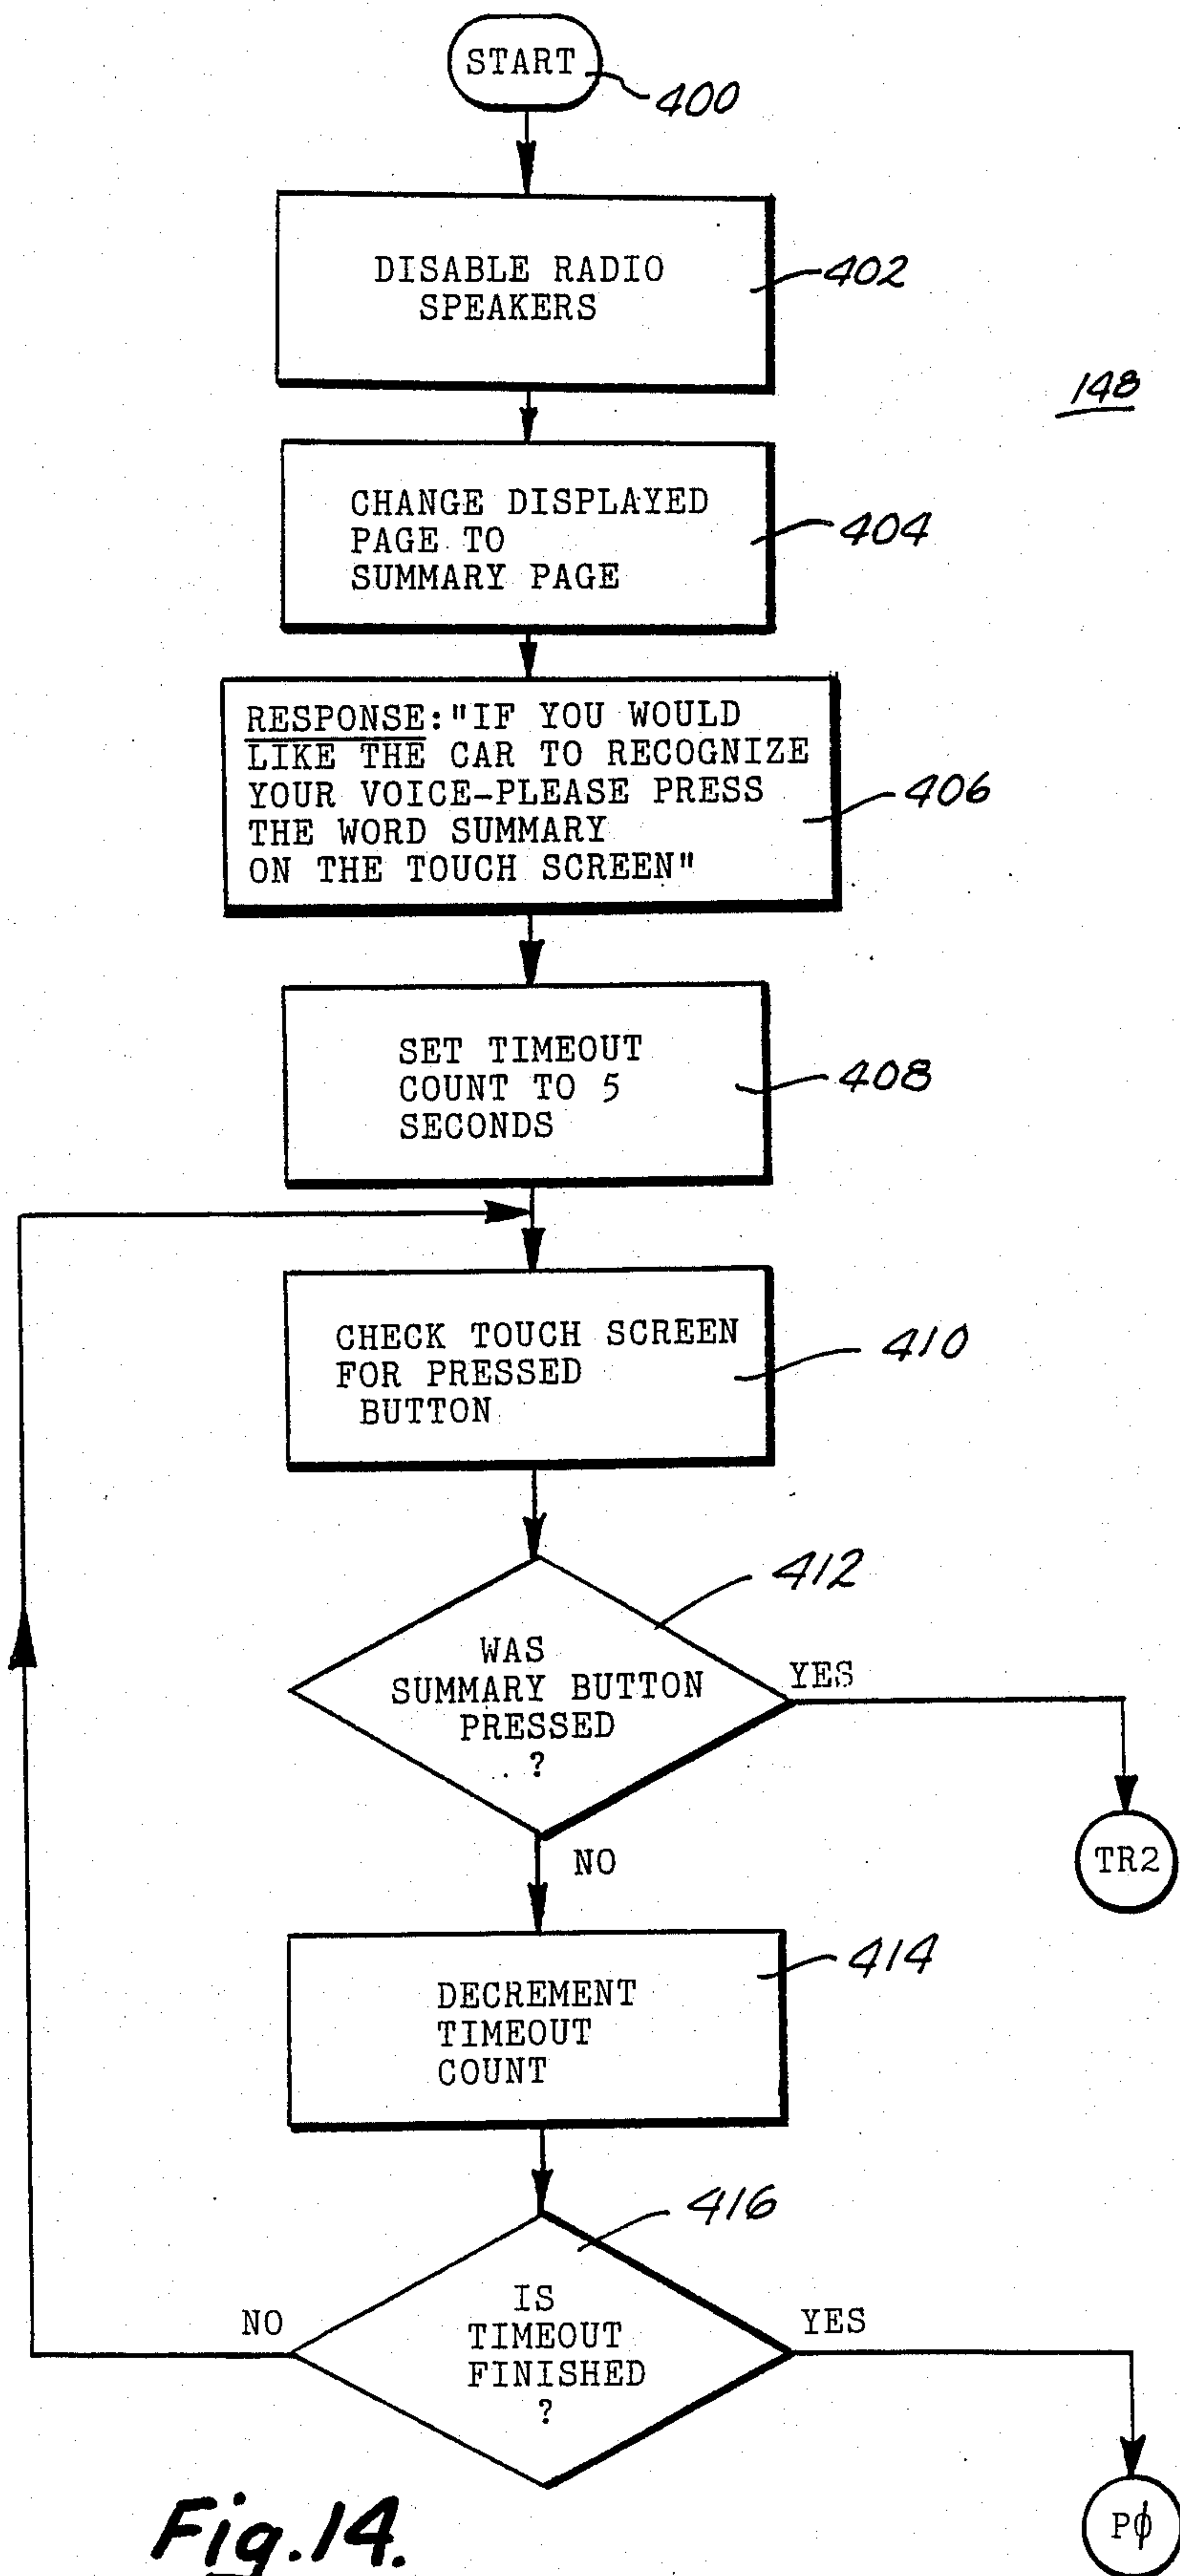 START
400
DISABLE RADIO
SPEAKERS
402
148
CHANGE DISPLAYED
PAGE TO
SUMMARY PAGE
404
RESPONSE:"IF YOU WOULD
LIKE THE CAR TO RECOGNIZE
YOUR VOICE-PLEASE PRESS
THE WORD SUMMARY
ON THE TOUCH SCREEN"
406
SET TIMEOUT
COUNT TO 5
SECONDS
408
CHECK TOUCH SCREEN
FOR PRESSED
BUTTON
410
412
WAS
SUMMARY BUTTON
PRESSED
?
YES
TR2
NO
DECREMENT
TIMEOUT
COUNT
414
416
IS
TIMEOUT
FINISHED
?
NO
YES
Pϕ
Fig.14.